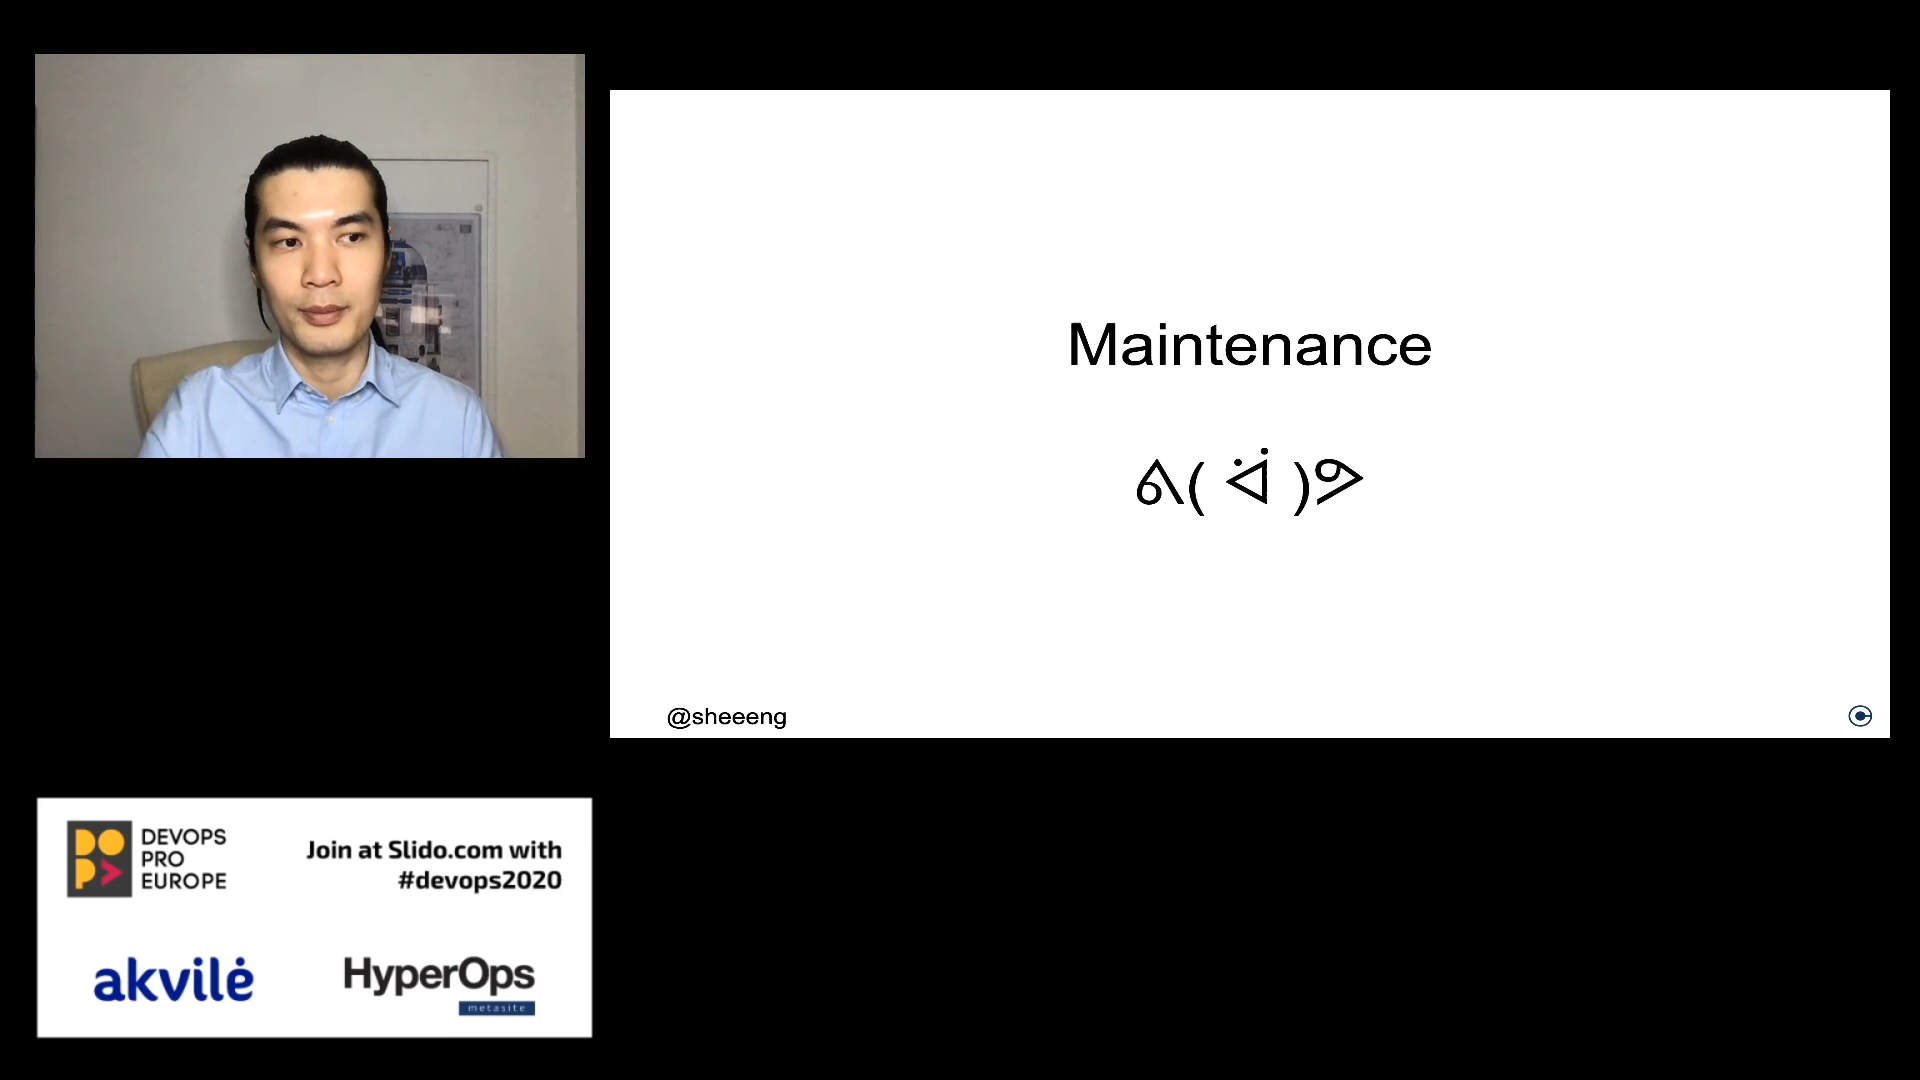 Maintenance
ᕕ( ᐛ )ᕗ
@sheeeng
DEVOPS
PRO
EUROPE
Join at Slido.com with
#devops2020
akvilė
HyperOps
metasite